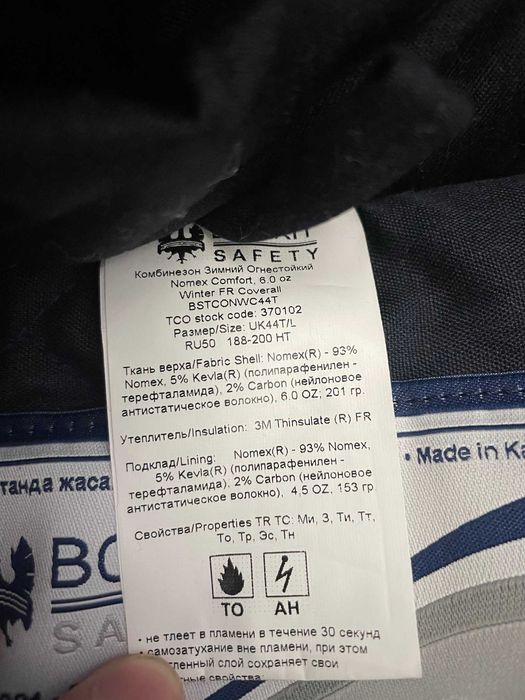 SAFETY
Комбинезон Зимний Огнестойкий
Nomex Comfort, 6.0 oz
Winter FR Coverall
BSTCONWC44T
TCO stock code: 370102
Размер/Size: UK44T/L
RU50 188-200 HT
Ткань верха/Fabric Shell: Nomex(R) - 93%
Nomex, 5% Kevla(R) (полипарафенилен -
терефталамида), 2% Carbon (нейлоновое
антистатическое волокно), 6.0 OZ; 201 гр.
Утеплитель/Insulation: 3M Thinsulate (R) FR
Подклад/Lining: Nomex(R) - 93% Nomex,
5% Kevla(R) (полипарафенилен -
терефталамида), 2% Carbon (нейлоновое
антистатическое волокно), 4,5 OZ, 153 гр.
Свойства/Properties TR TC: Ми, З, Ти, Тт,
То, Тр, Эс, Тн
ТО АН
• не тлеет в пламени в течение 30 секунд
• самозатухание вне пламени, при этом
слой сохраняет свои
свойства
• Made in